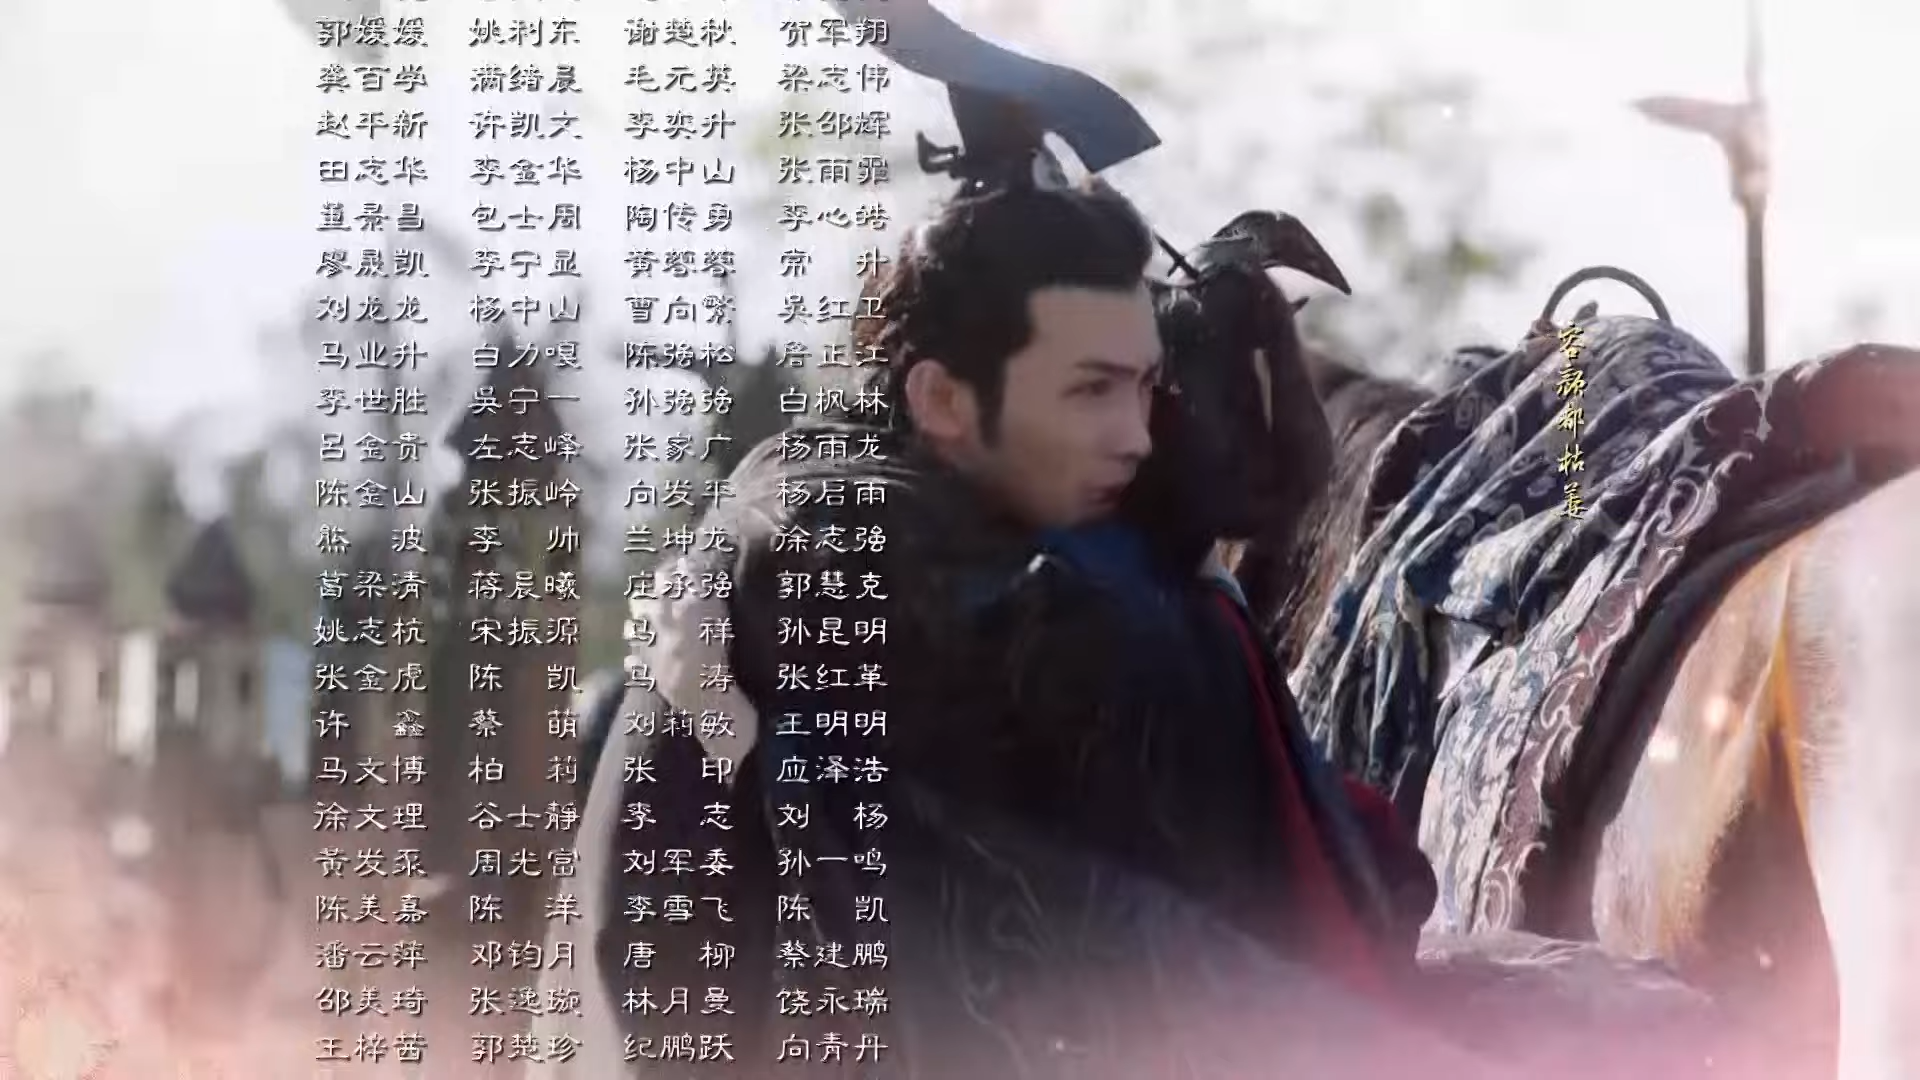 郭媛媛 姚利东 谢楚秋 贺军翔
龚百学 满绪晨 毛元英 梁志伟
赵平新 许凯文 李奕升 张邵辉
田志华 李金华 杨中山 张雨霏
董景昌 包士周 陶传勇 李心皓
廖晟凯 李宁显 黄蓉蓉 常 升
刘龙龙 杨中山 曹向繁 吴红卫
马业升 白力嘎 陈强松 詹正江
李世胜 吴宁一 孙强强 白枫林
吕金贵 左志峰 张家广 杨雨龙
陈金山 张振岭 向发平 杨启雨
熊 波 李 帅 兰坤龙 徐志强
葛梁清 蒋晨曦 庄承强 郭慧克
姚志杭 宋振源 马 祥 孙昆明
张金虎 陈 凯 马 涛 张红革
许 鑫 蔡 萌 刘莉敏 王明明
马文博 柏 莉 张 印 应泽浩
徐文理 谷士静 李 志 刘 杨
黄发泵 周光富 刘军委 孙一鸣
陈美嘉 陈 洋 李雪飞 陈 凯
潘云萍 邓钧月 唐 柳 蔡建鹏
邵美琦 张逸璇 林月曼 饶永瑞
王梓茜 郭楚珍 纪鹏跃 向青丹
容颜都枯萎